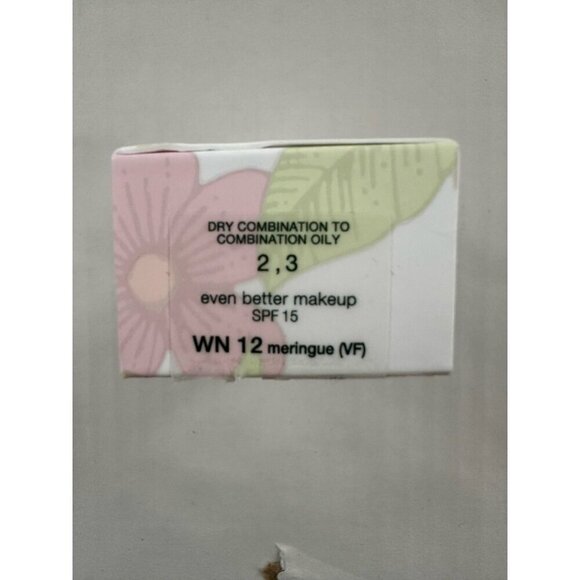 DRY COMBINATION TO
COMBINATION OILY
2 , 3
even better makeup
SPF 15
WN 12 meringue (VF)